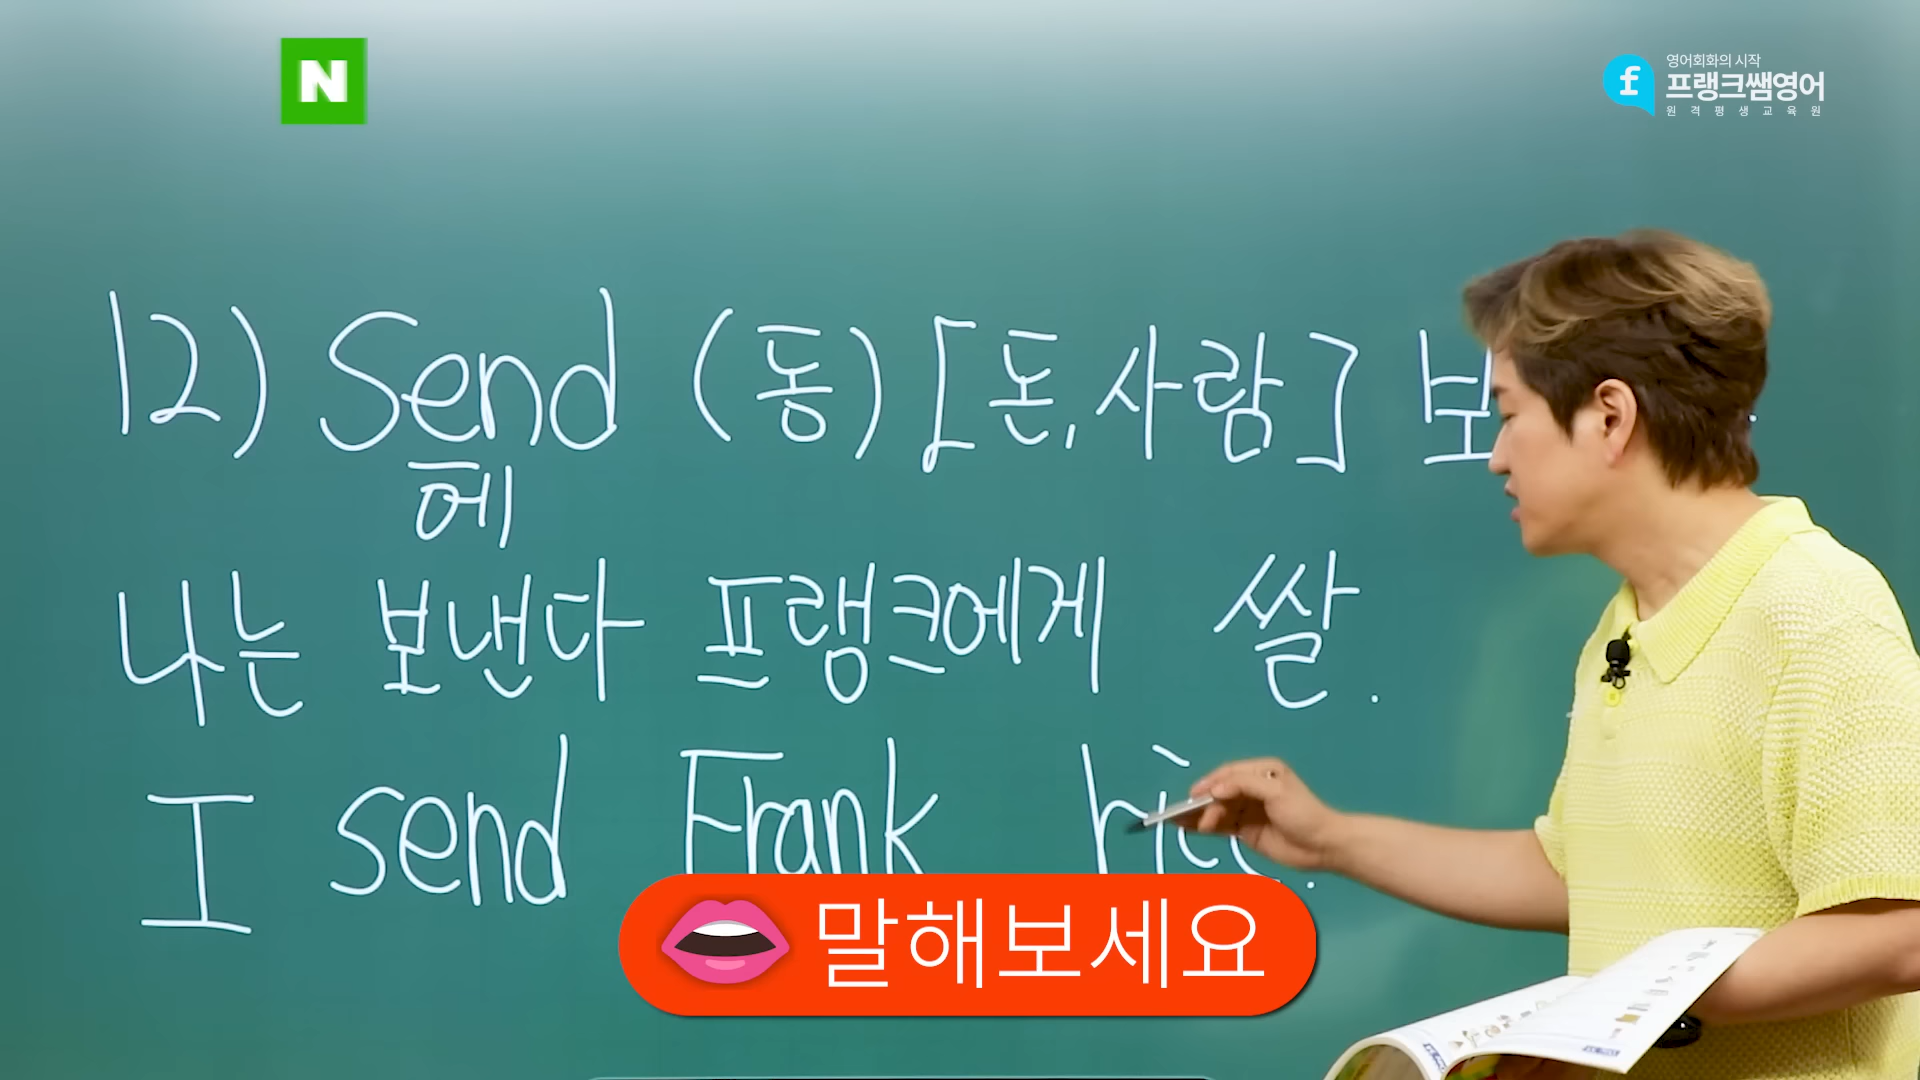 N
영어회화의 시작
f 프랭크쌤영어
원격평생교육원
12) Send (동) [돈, 사람] 보
에
나는 보낸다 프랭크에게 쌀.
I send Frank
말해보세요